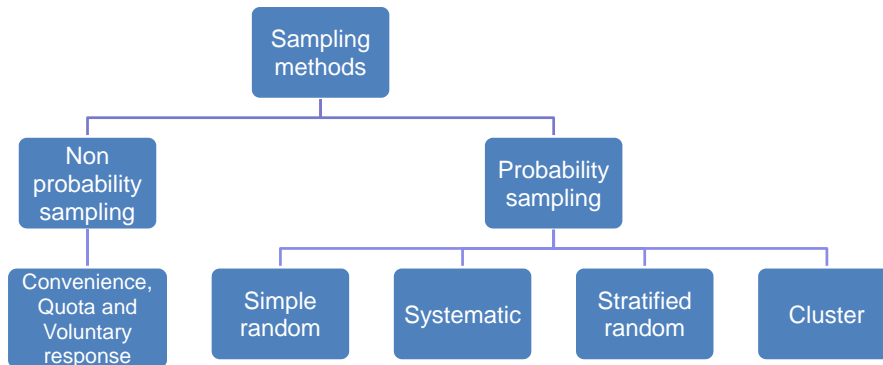 Sampling
methods
Non
probability
sampling
Probability
sampling
Convenience,
Quota and
Voluntary
response
Simple
random
Systematic
Stratified
random
Cluster